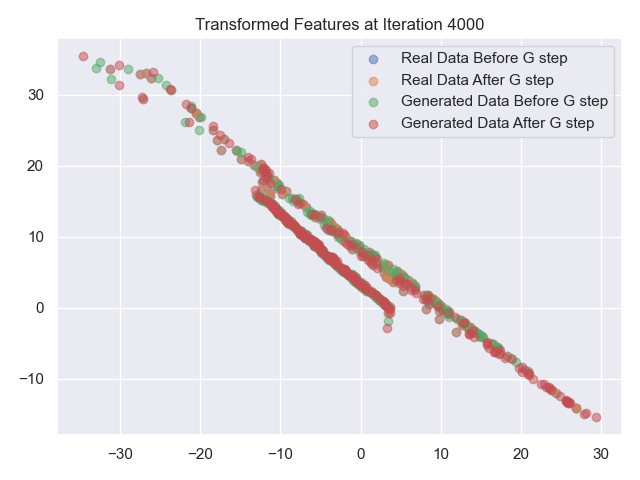 Transformed Features at Iteration 4000
Real Data Before G step
Real Data After G step
Generated Data Before G step
Generated Data After G step
30
20
10
0
−10
−30 −20 −10 0 10 20 30